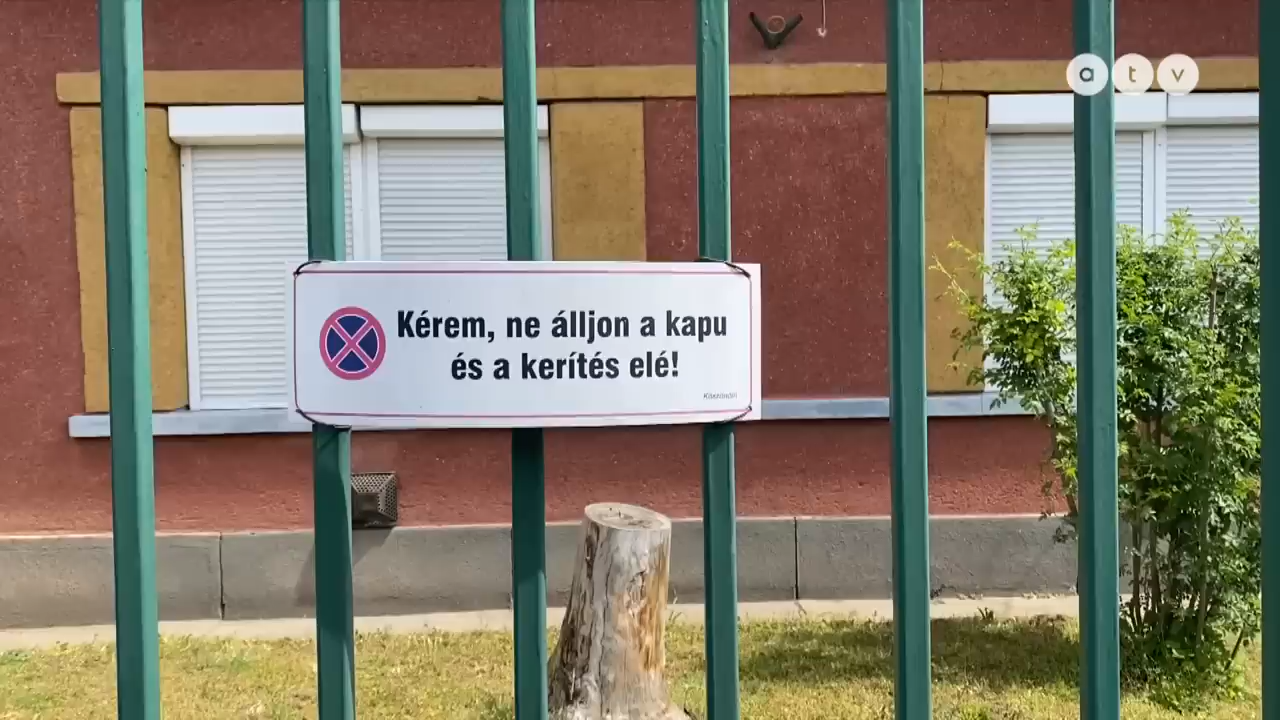 atv
Kérem, ne álljon a kapu
és a kerítés elé!